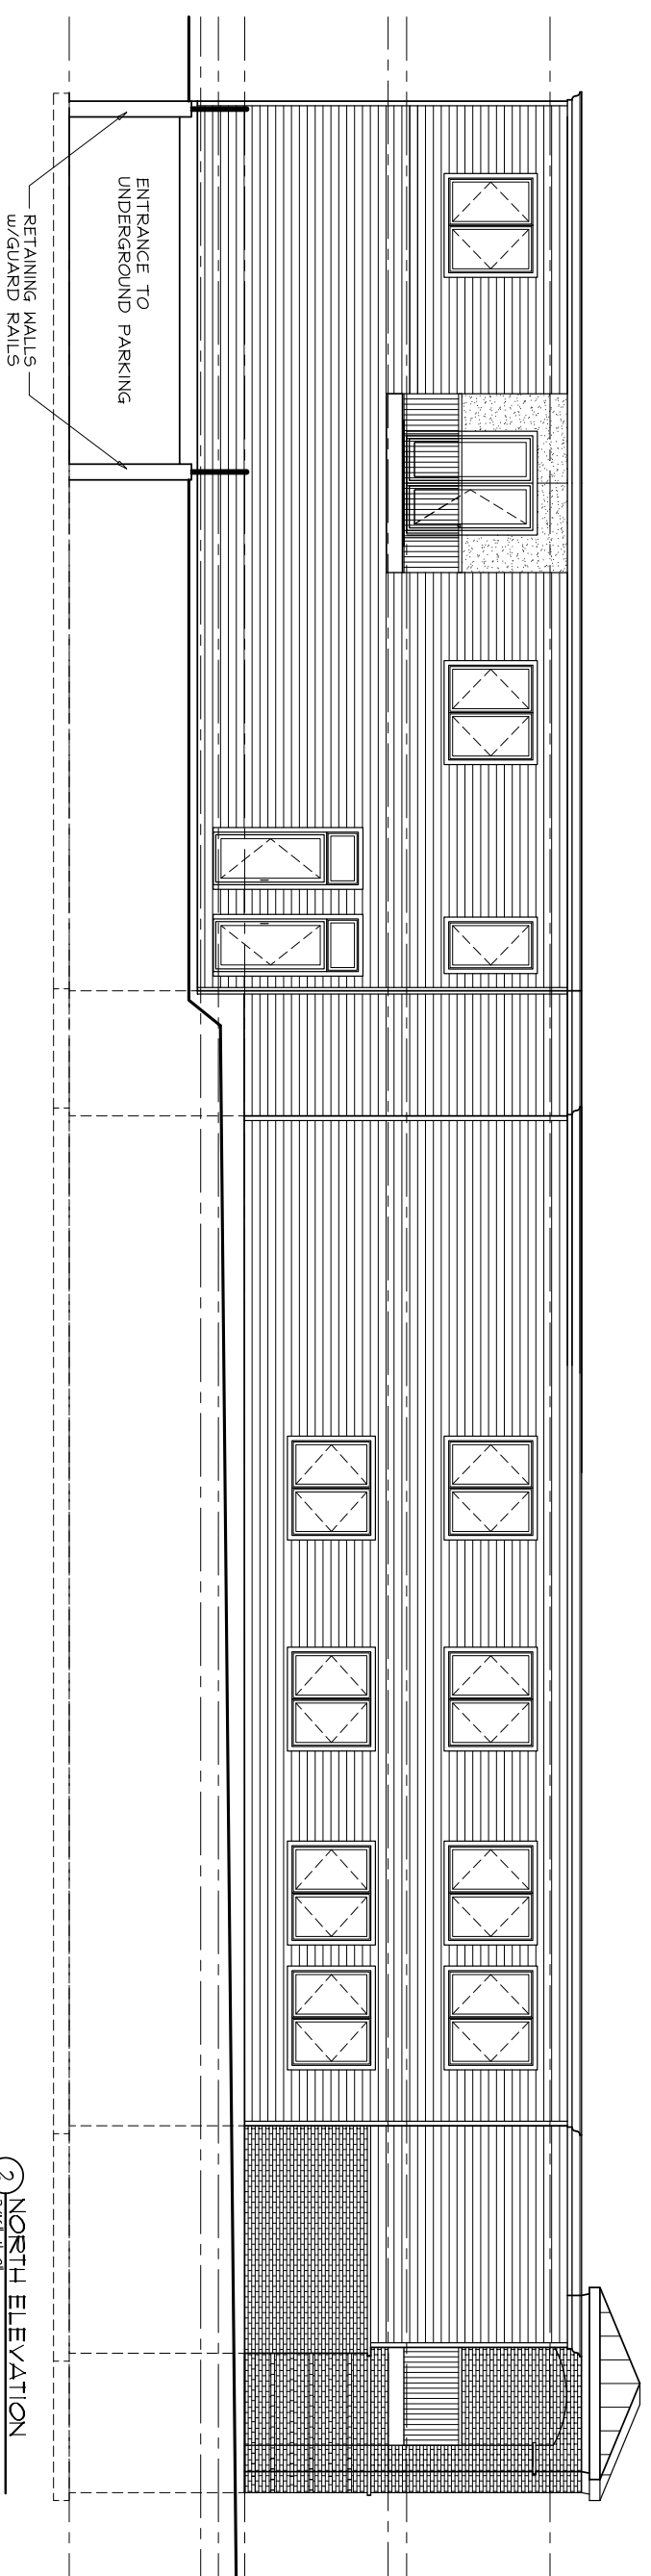 ENTRANCE TO
UNDERGROUND PARKING
RETAINING WALLS
W/GUARD RAILS
2
NORTH ELEVATION